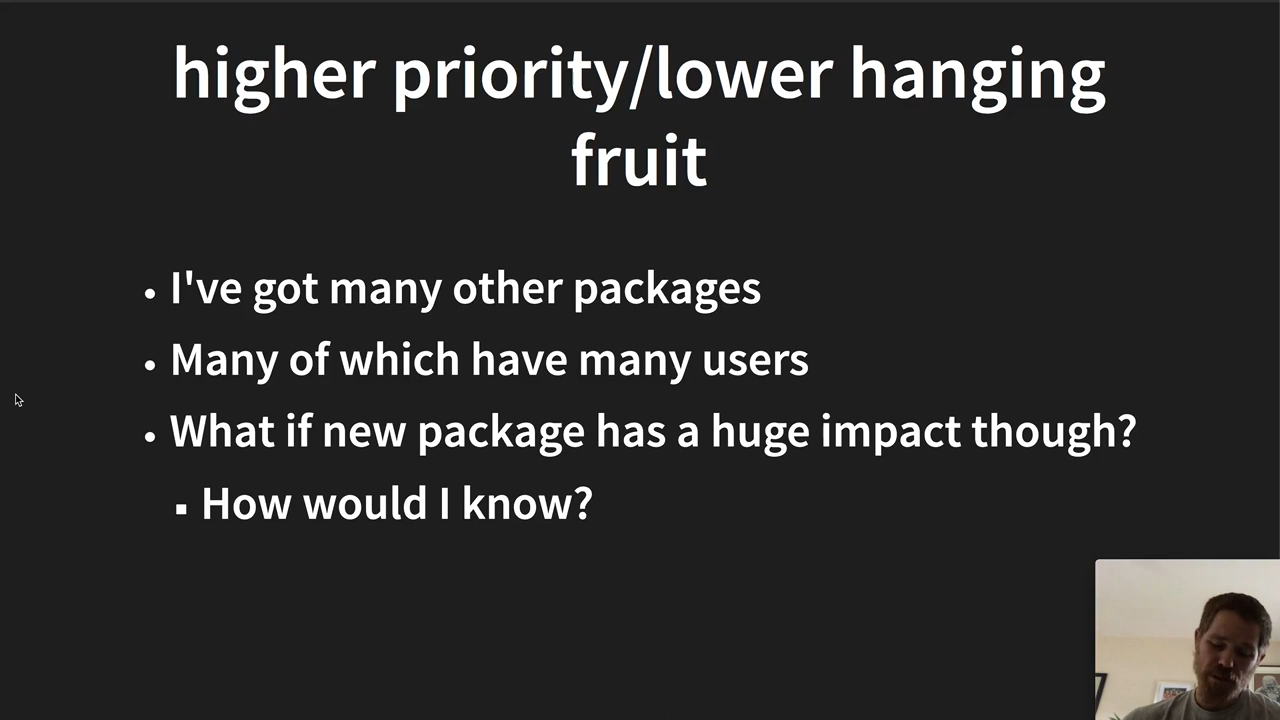 higher priority/lower hanging
fruit
• I've got many other packages
• Many of which have many users
• What if new package has a huge impact though?
▪ How would I know?